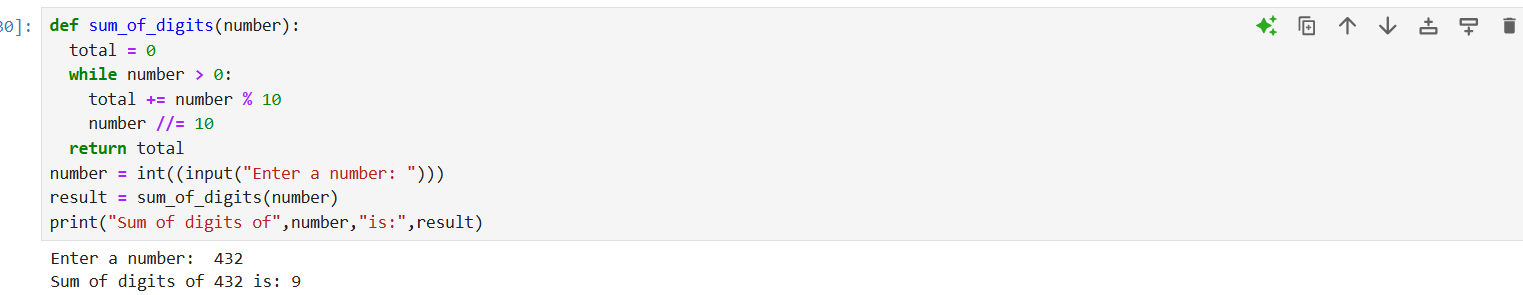 30]:
def sum_of_digits(number):
  total = 0
  while number > 0:
    total += number % 10
    number //= 10
  return total
number = int((input("Enter a number: ")))
result = sum_of_digits(number)
print("Sum of digits of",number,"is:",result)
Enter a number:  432
Sum of digits of 432 is: 9